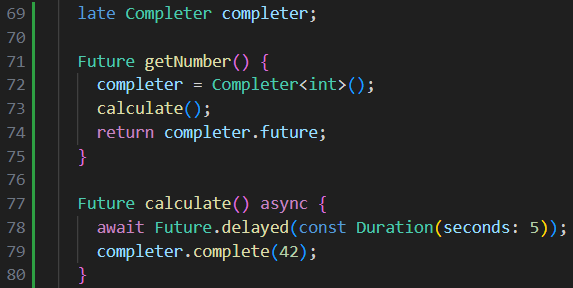 69 late Completer completer;
70
71 Future getNumber() {
72 completer = Completer<int>();
73 calculate();
74 return completer.future;
75 }
76
77 Future calculate() async {
78 await Future.delayed(const Duration(seconds: 5));
79 completer.complete(42);
80 }